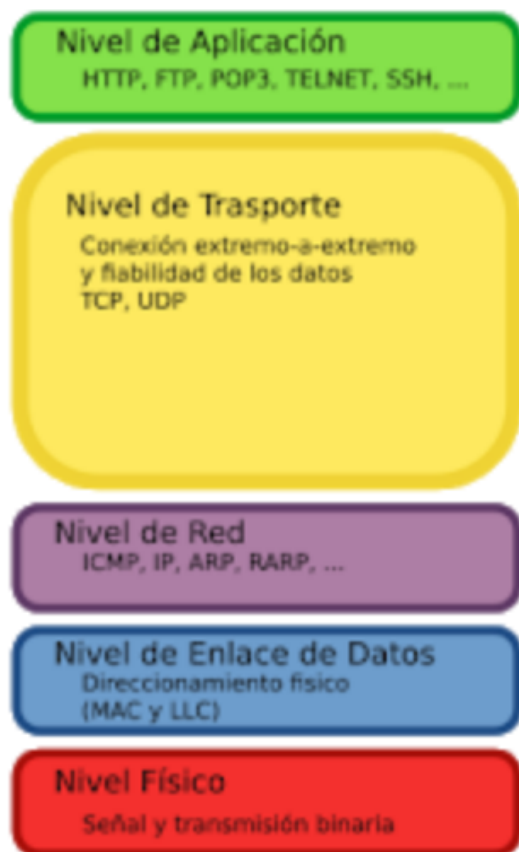 Nivel de Aplicación
HTTP, FTP, POP3, TELNET, SSH, ...
Nivel de Trasporte
Conexión extremo-a-extremo
y fiabilidad de los datos
TCP, UDP
Nivel de Red
ICMP, IP, ARP, RARP, ...
Nivel de Enlace de Datos
Direccionamiento fisico
(MAC y LLC)
Nivel Físico
Señal y transmisión binaria